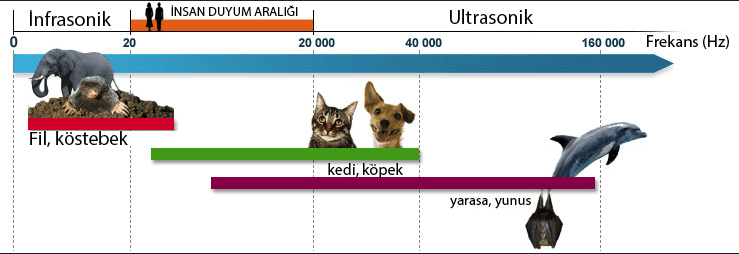 İnfrasonik
İNSAN DUYUM ARALIĞI
Ultrasonik
0 20 20 000 40 000 160 000 Frekans (Hz)
Fil, köstebek
kedi, köpek
yarasa, yunus